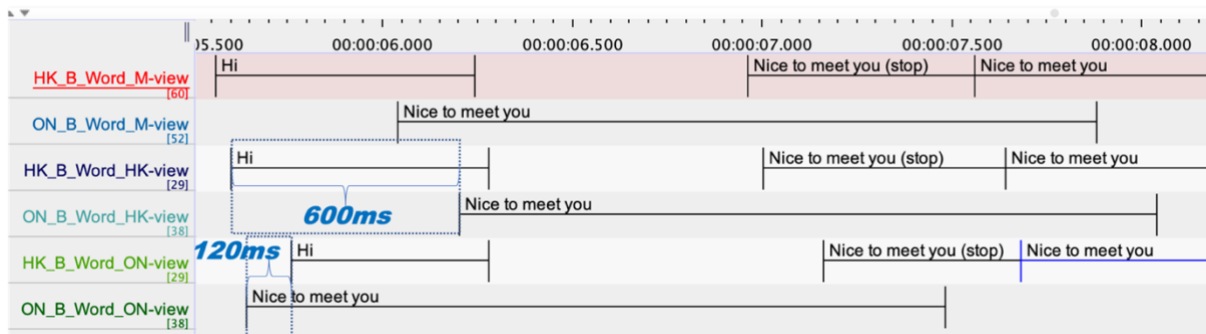 05.500 00:00:06.000 00:00:06.500 00:00:07.000 00:00:07.500 00:00:08.000
HK_B_Word_M-view
[60]
Hi Nice to meet you (stop) Nice to meet you
ON_B_Word_M-view
[52]
Nice to meet you
HK_B_Word_HK-view
[29]
Hi Nice to meet you (stop) Nice to meet you
ON_B_Word_HK-view
[38]
600ms Nice to meet you
HK_B_Word_ON-view
[29]
120ms Hi Nice to meet you (stop) Nice to meet you
ON_B_Word_ON-view
[38]
Nice to meet you